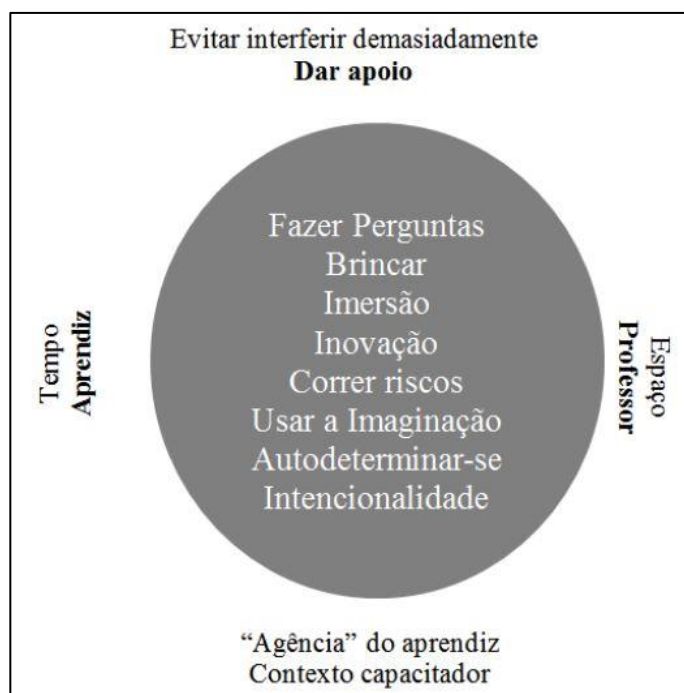 Evitar interferir demasiadamente
Dar apoio
Fazer Perguntas
Brincar
Imersão
Inovação
Correr riscos
Usar a Imaginação
Autodeterminar-se
Intencionalidade
Tempo
Aprendiz
Espaço
Professor
“Agência” do aprendiz
Contexto capacitador